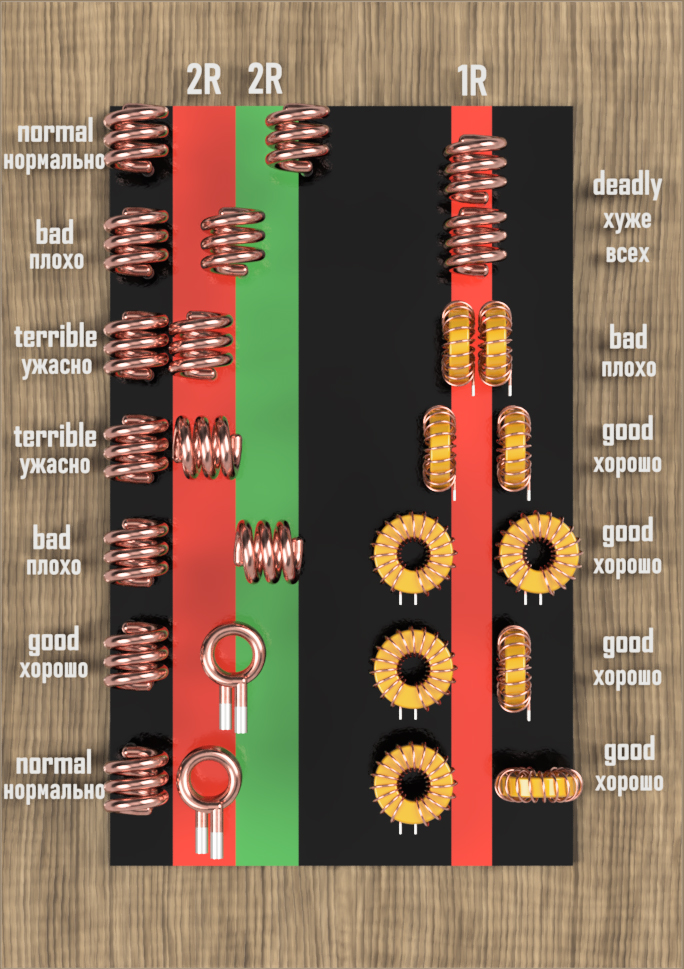 2R 2R 1R
normal
нормально
deadly
хуже
всех
bad
плохо
terrible
ужасно
bad
плохо
terrible
ужасно
good
хорошо
bad
плохо
good
хорошо
good
хорошо
good
хорошо
normal
нормально
good
хорошо